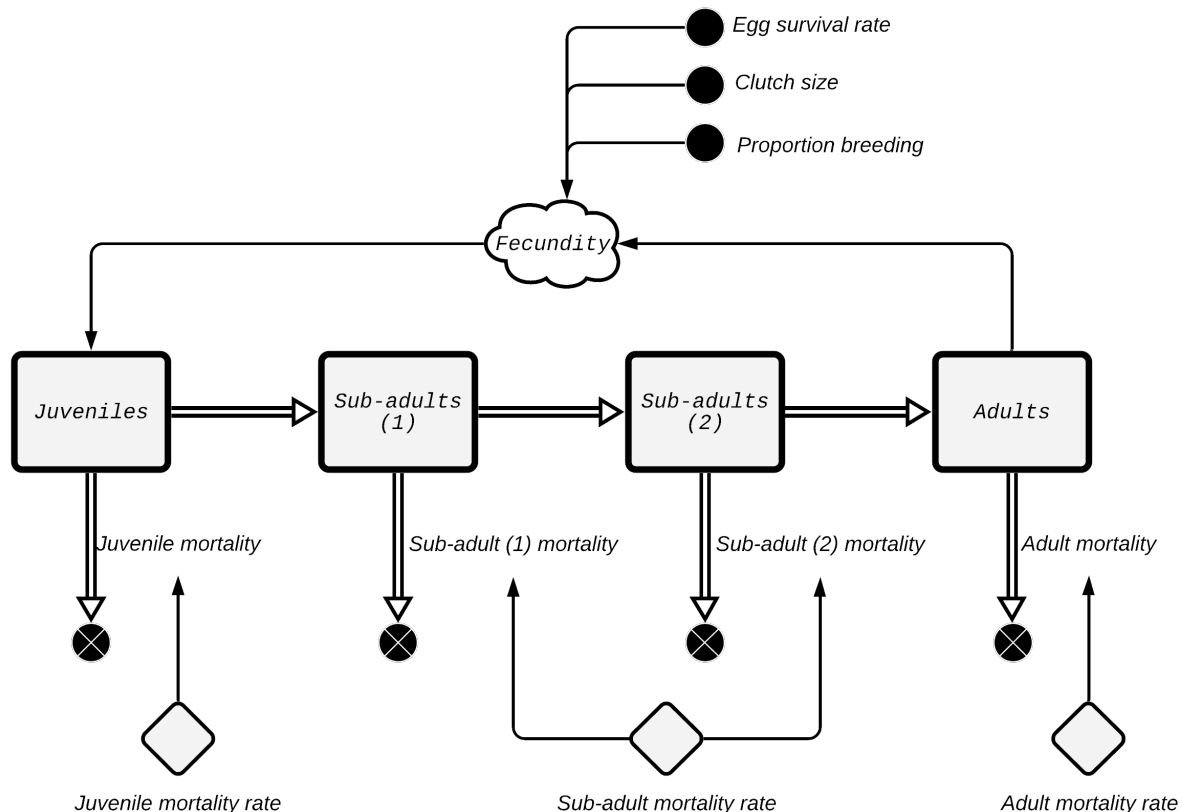 Egg survival rate
Clutch size
Proportion breeding
Fecundity
Juveniles
Sub-adults
(1)
Sub-adults
(2)
Adults
Juvenile mortality
Sub-adult (1) mortality
Sub-adult (2) mortality
Adult mortality
Juvenile mortality rate
Sub-adult mortality rate
Adult mortality rate